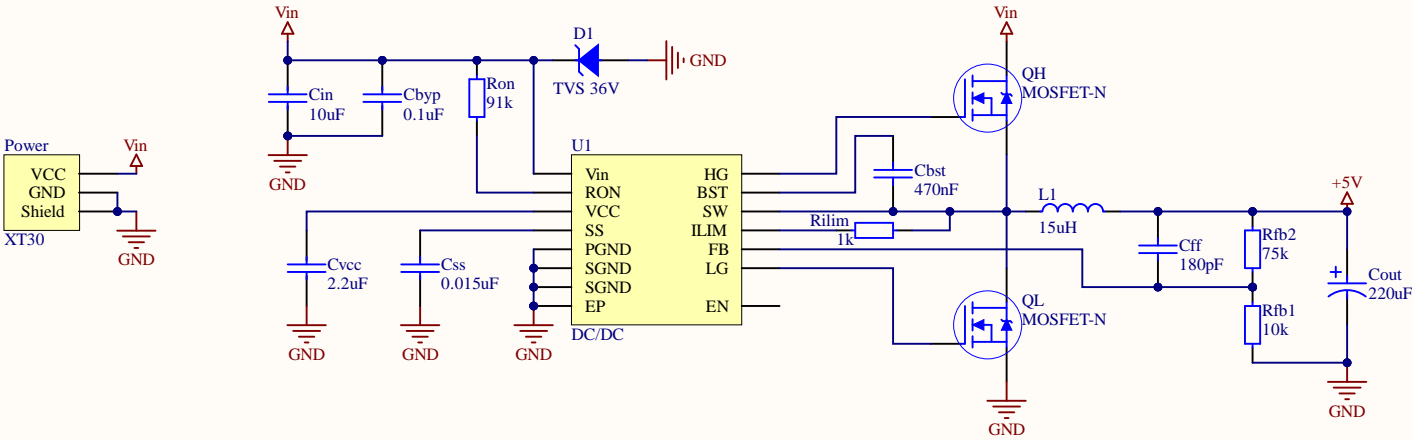 Power
VCC
GND
Shield
XT30
Vin
GND
Vin
Cin
10uF
Cbyp
0.1uF
Ron
91k
D1
TVS 36V
GND
GND
U1
Vin
RON
VCC
SS
PGND
SGND
SGND
EP
HG
BST
SW
ILIM
FB
LG
EN
DC/DC
Cvcc
2.2uF
GND
Css
0.015uF
GND
GND
Cbst
470nF
Rilim
1k
Vin
QH
MOSFET-N
QL
MOSFET-N
GND
L1
15uH
Cff
180pF
Rfb2
75k
Rfb1
10k
+5V
Cout
220uF
GND